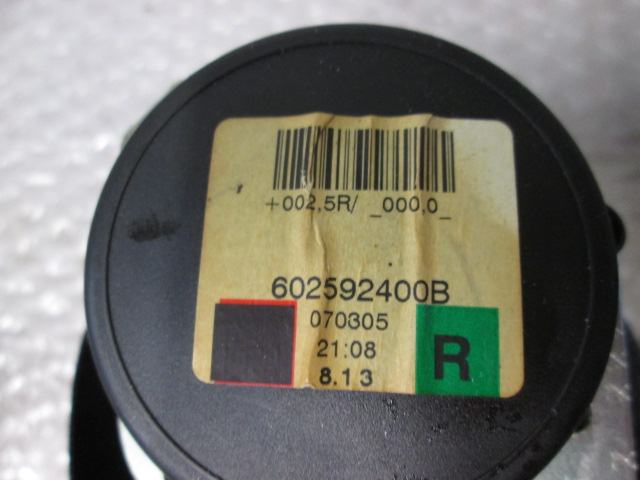 +002,5R/ _000,0_
602592400B
070305
21:08
8.13
R